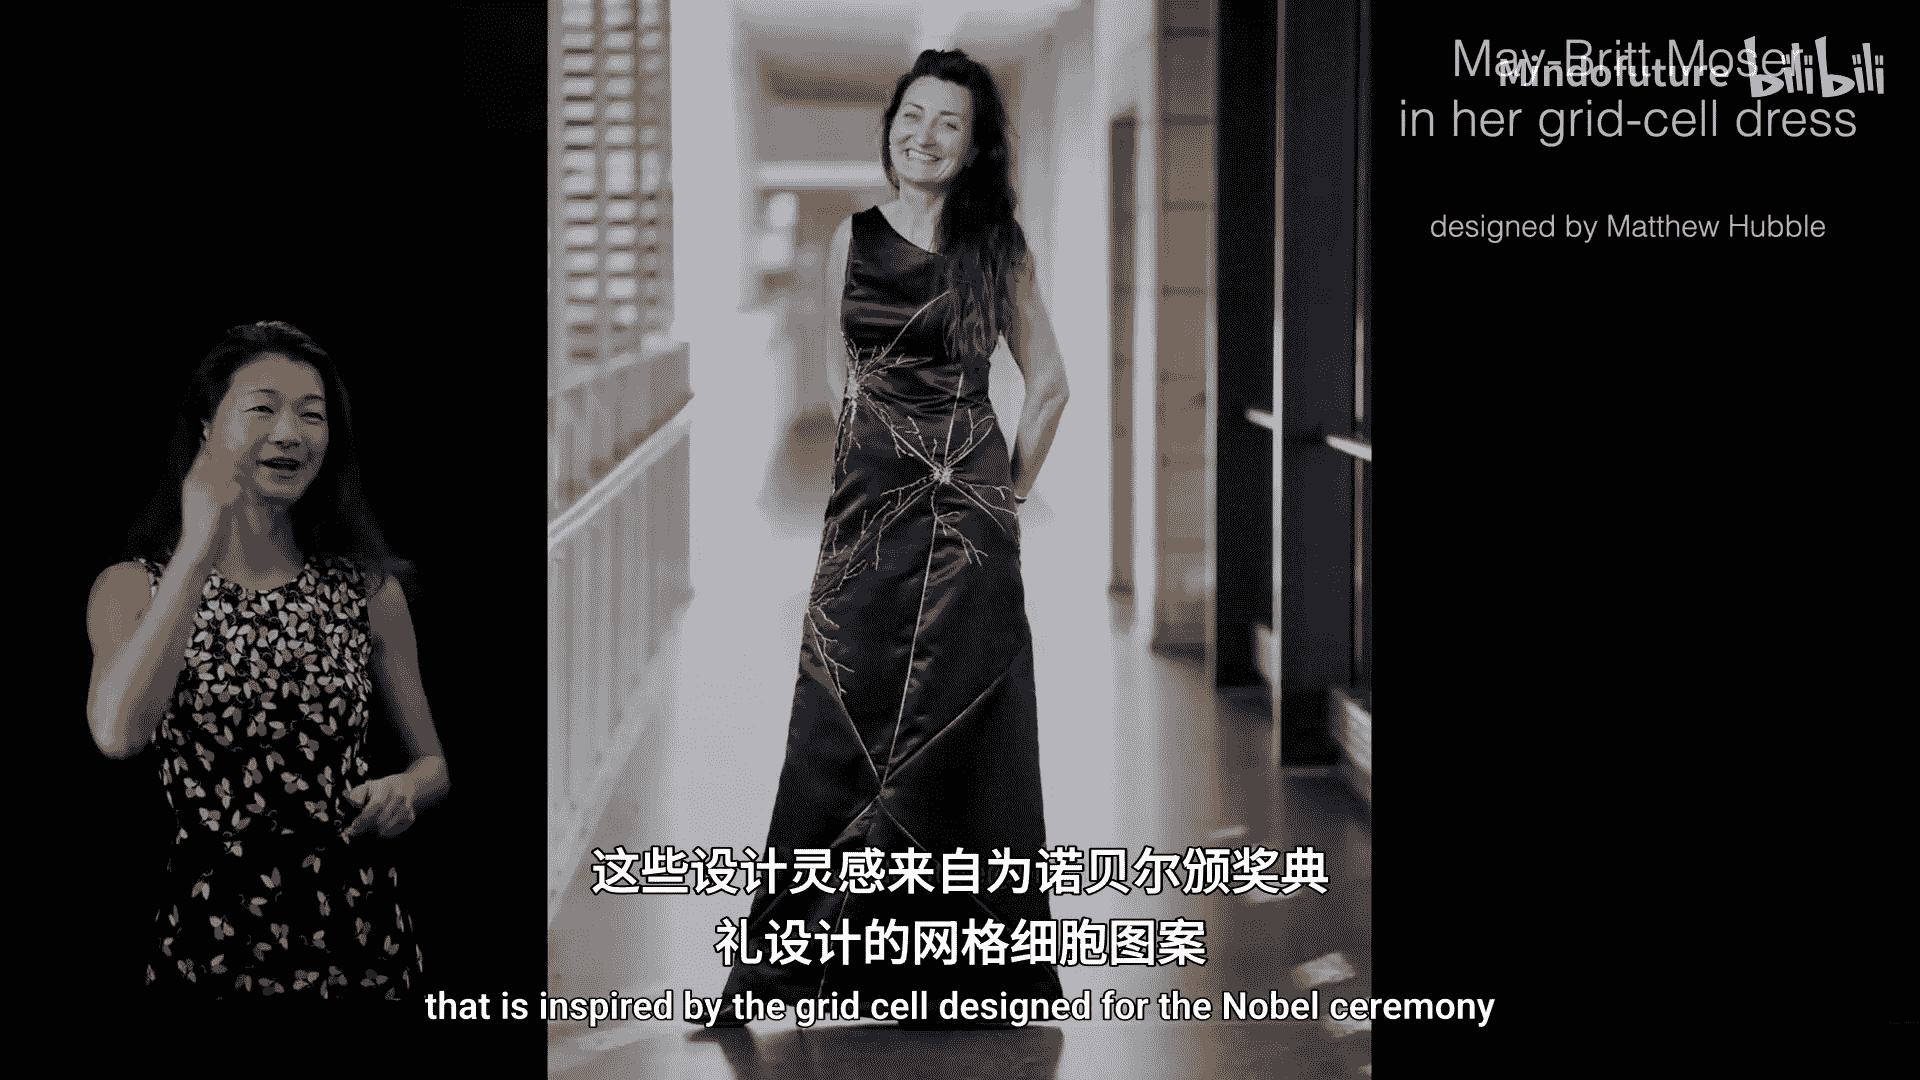 May-Britt Moser
Mindofuture bilibili
in her grid-cell dress
designed by Matthew Hubble
这些设计灵感来自为诺贝尔颁奖典
礼设计的网格细胞图案
that is inspired by the grid cell designed for the Nobel ceremony